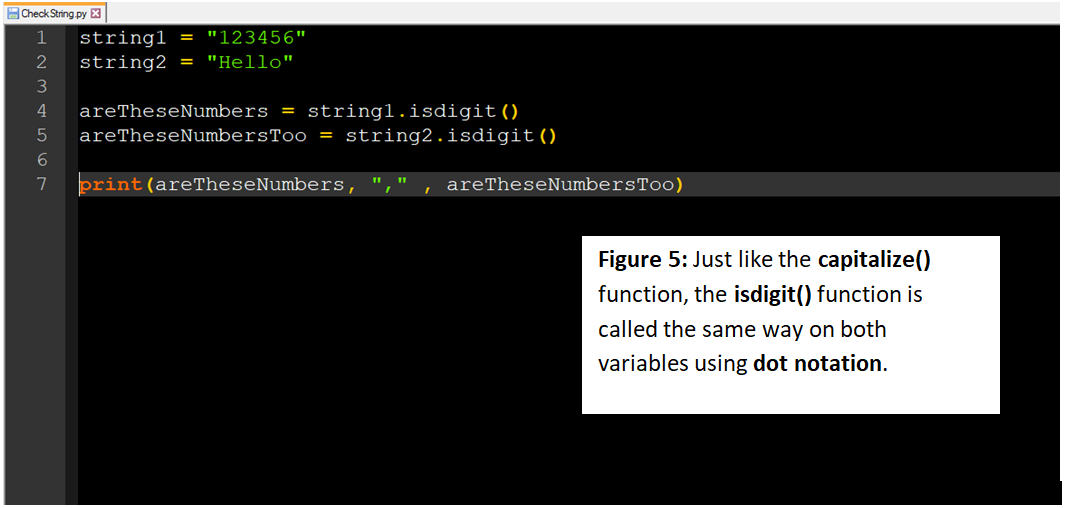 CheckString.py
1 string1 = "123456"
2 string2 = "Hello"
3
4 areTheseNumbers = string1.isdigit()
5 areTheseNumbersToo = string2.isdigit()
6
7 print(areTheseNumbers, "," , areTheseNumbersToo)
Figure 5: Just like the capitalize()
function, the isdigit() function is
called the same way on both
variables using dot notation.